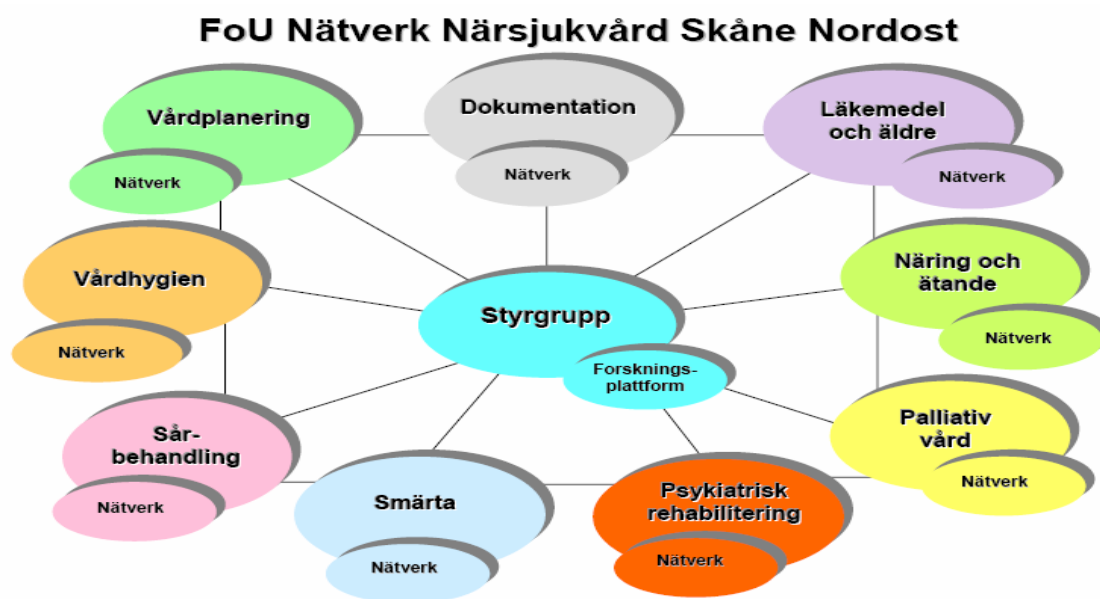 FoU Nätverk Närsjukvård Skåne Nordost
Vårdplanering
Nätverk
Dokumentation
Nätverk
Läkemedel
och äldre
Nätverk
Vårdhygien
Nätverk
Styrgrupp
Forsknings-
plattform
Näring och
ätande
Nätverk
Sår-
behandling
Nätverk
Smärta
Nätverk
Psykiatrisk
rehabilitering
Nätverk
Palliativ
vård
Nätverk